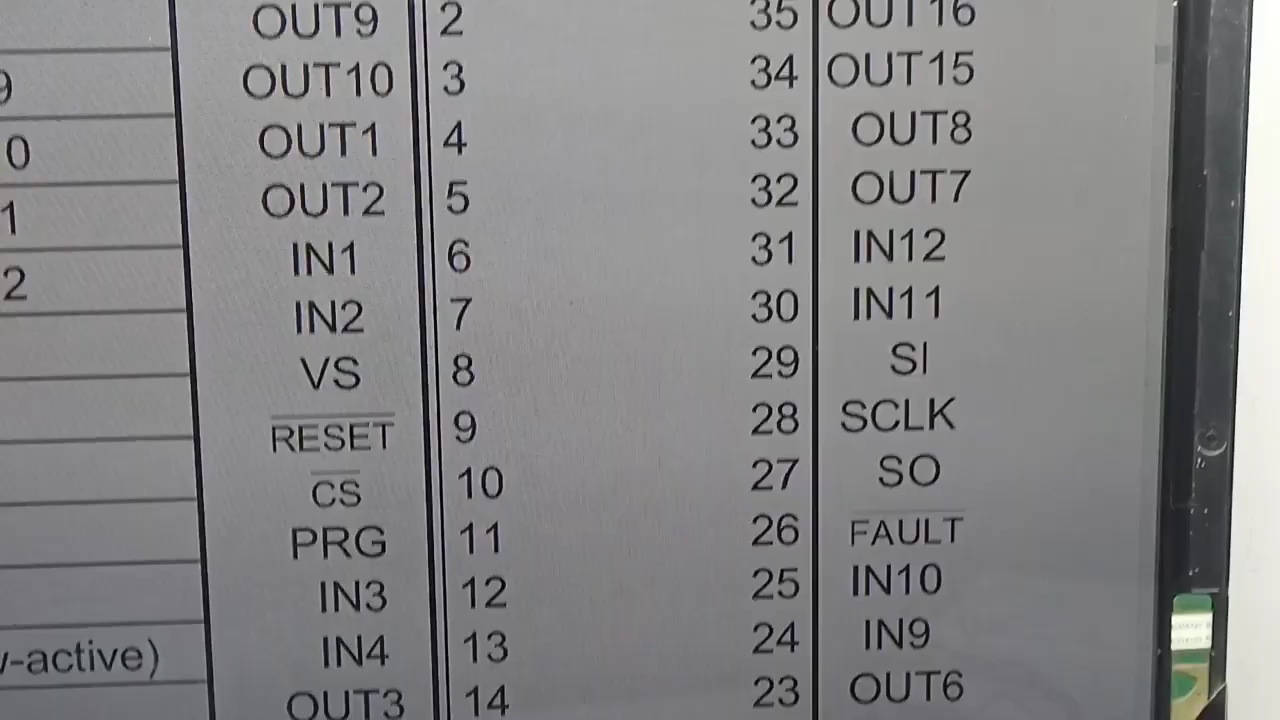 OUT9 2 35 OUT16
9 OUT10 3 34 OUT15
0 OUT1 4 33 OUT8
1 OUT2 5 32 OUT7
2 IN1 6 31 IN12
IN2 7 30 IN11
VS 8 29 SI
RESET 9 28 SCLK
CS 10 27 SO
PRG 11 26 FAULT
IN3 12 25 IN10
-active) IN4 13 24 IN9
OUT3 14 23 OUT6